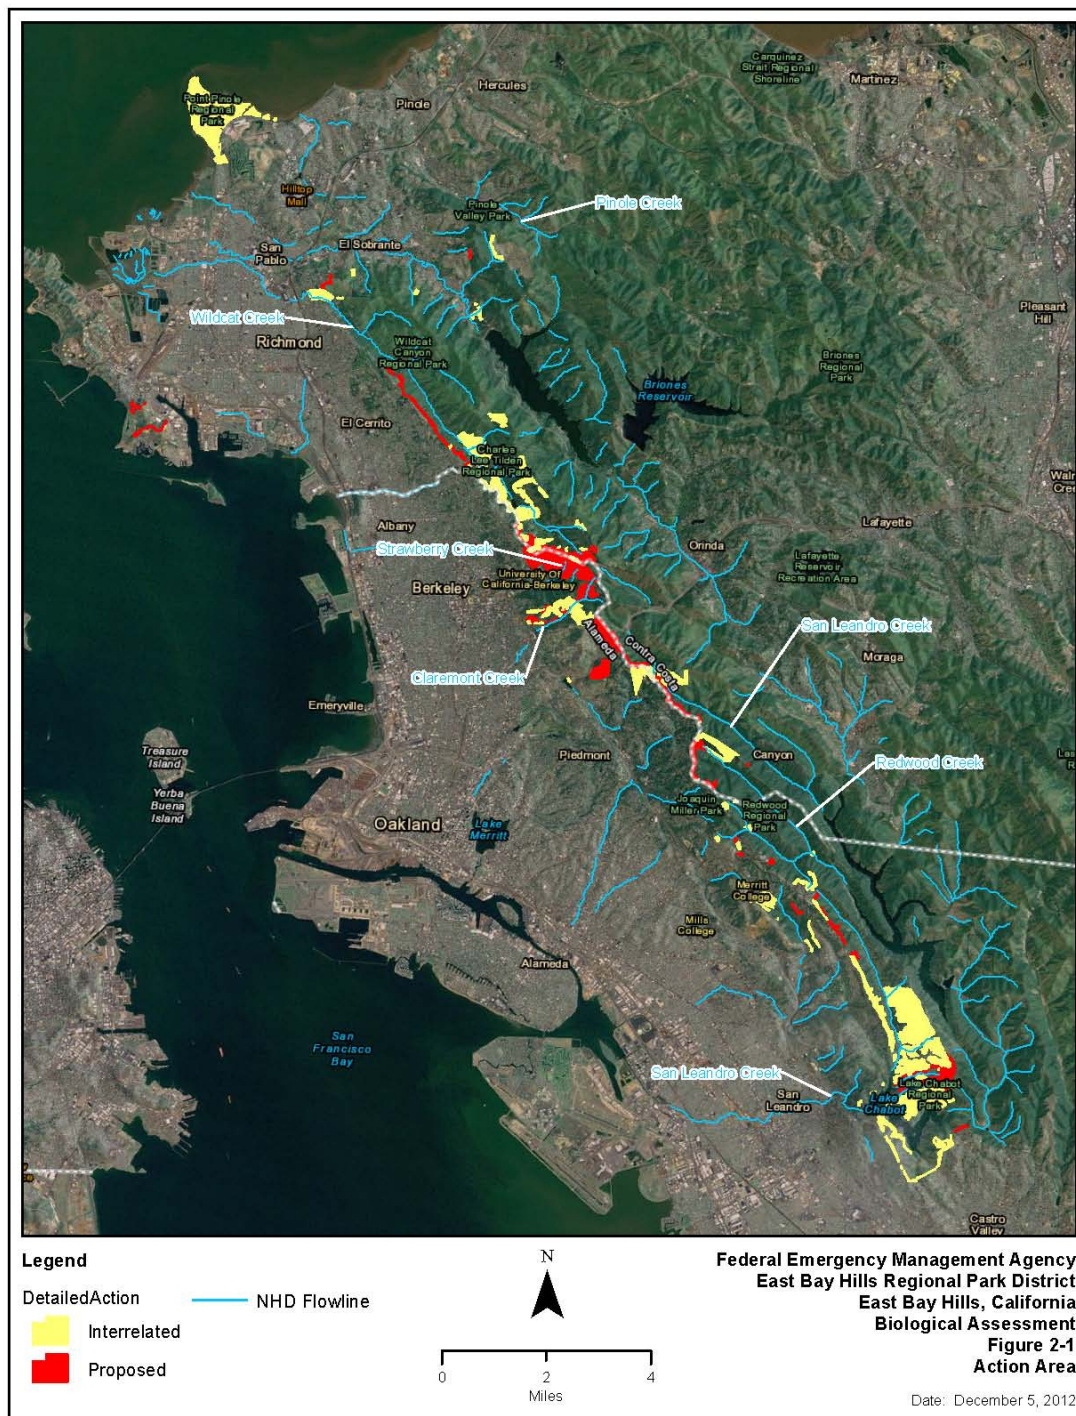 Carquinez
Strait Regional
Shoreline
Martinez
Hercules
Pinole
Point Pinole
Regional
Park
Hilltop
Mall
Pinole
Valley Park
Pinole Creek
San
Pablo
El Sobrante
Wildcat Creek
Richmond
Wildcat
Canyon
Regional Park
Pleasant
Hill
Briones
Regional
Park
Briones
Reservoir
El Cerrito
Charles
Lee Tilden
Regional Park
Albany
Lafayette
Strawberry Creek
Orinda
Lafayette
Reservoir
Recreation Area
University Of
California-Berkeley
Berkeley
Alameda
Contra Costa
San Leandro Creek
Moraga
Claremont Creek
Emeryville
Treasure
Island
Piedmont
Canyon
Redwood Creek
Yerba
Buena
Island
Joaquin
Miller Park
Redwood
Regional
Park
Oakland
Lake
Merritt
Merritt
College
Mills
College
Alameda
San
Francisco
Bay
San Leandro Creek
San
Leandro
Lake
Chabot
Lake Chabot
Regional
Park
Castro
Valley
Legend
DetailedAction
NHD Flowline
Interrelated
Proposed
N
0 2 4
Miles
Federal Emergency Management Agency
East Bay Hills Regional Park District
East Bay Hills, California
Biological Assessment
Figure 2-1
Action Area
Date: December 5, 2012